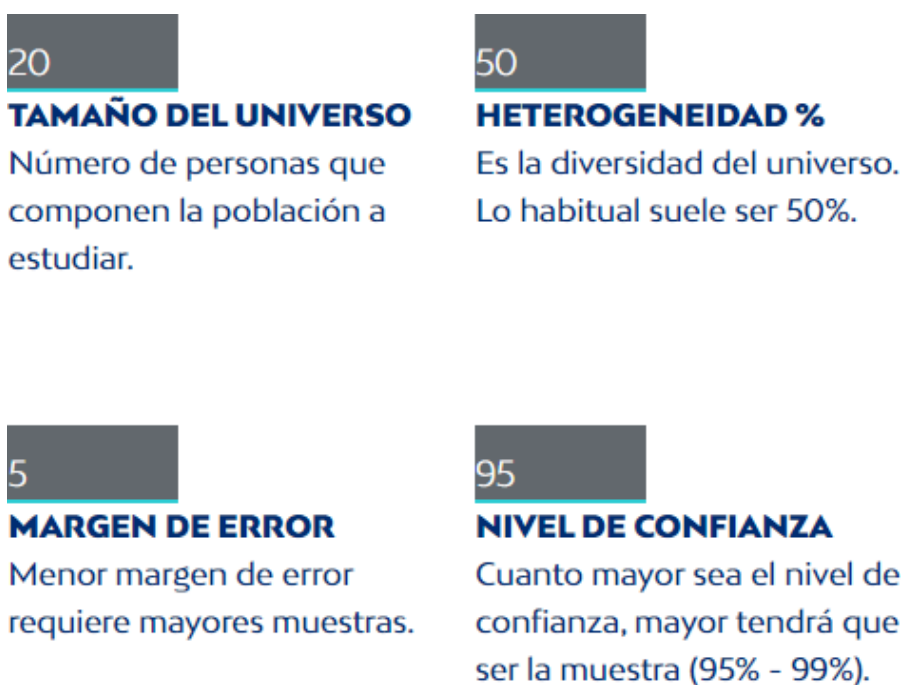 20
TAMAÑO DEL UNIVERSO
Número de personas que
componen la población a
estudiar.
50
HETEROGENEIDAD %
Es la diversidad del universo.
Lo habitual suele ser 50%.
5
MARGEN DE ERROR
Menor margen de error
requiere mayores muestras.
95
NIVEL DE CONFIANZA
Cuanto mayor sea el nivel de
confianza, mayor tendrá que
ser la muestra (95% - 99%).